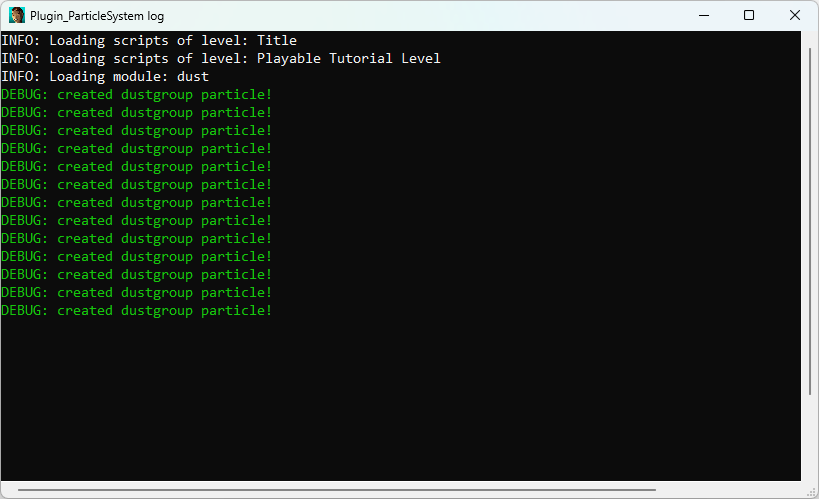 Plugin_ParticleSystem log
INFO: Loading scripts of level: Title
INFO: Loading scripts of level: Playable Tutorial Level
INFO: Loading module: dust
DEBUG: created dustgroup particle!
DEBUG: created dustgroup particle!
DEBUG: created dustgroup particle!
DEBUG: created dustgroup particle!
DEBUG: created dustgroup particle!
DEBUG: created dustgroup particle!
DEBUG: created dustgroup particle!
DEBUG: created dustgroup particle!
DEBUG: created dustgroup particle!
DEBUG: created dustgroup particle!
DEBUG: created dustgroup particle!
DEBUG: created dustgroup particle!
DEBUG: created dustgroup particle!